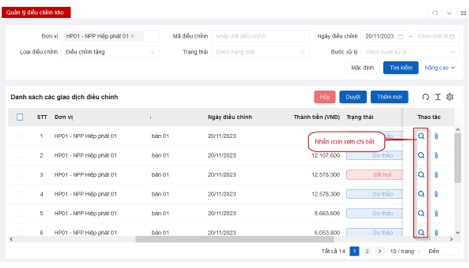 Quản lý điều chỉnh kho
Đơn vị HP01 - NPP Hiệp phát 01 × Mã điều chỉnh Nhập mã điều chỉnh Ngày điều chỉnh 20/11/2023 - Chọn thời đi
Loại điều chỉnh Điều chỉnh tăng Trạng thái Chọn trạng thái Bước xử lý Chọn bước xử lý
Mặc định Tìm kiếm Nâng cao
Danh sách các giao dịch điều chỉnh Hủy Duyệt Thêm mới
STT Đơn vị Ngày điều chỉnh Thành tiền (VND) Trạng thái Thao tác
Nhấn icon xem chi tiết
1 HP01 - NPP Hiệp phát 01 bán 01 20/11/2023 thảo
2 HP01 - NPP Hiệp phát 01 bán 01 20/11/2023 12.107.600 Dự thảo
3 HP01 - NPP Hiệp phát 01 bán 01 20/11/2023 12.578.300 Đã hủy
4 HP01 - NPP Hiệp phát 01 bán 01 20/11/2023 12.578.300 Dự thảo
5 HP01 - NPP Hiệp phát 01 bán 01 20/11/2023 8.663.600 Dự thảo
6 HP01 - NPP Hiệp phát 01 bán 01 20/11/2023 6.053.800 Dự thảo
Tất cả 14 1 2 > 10 / trang Đến